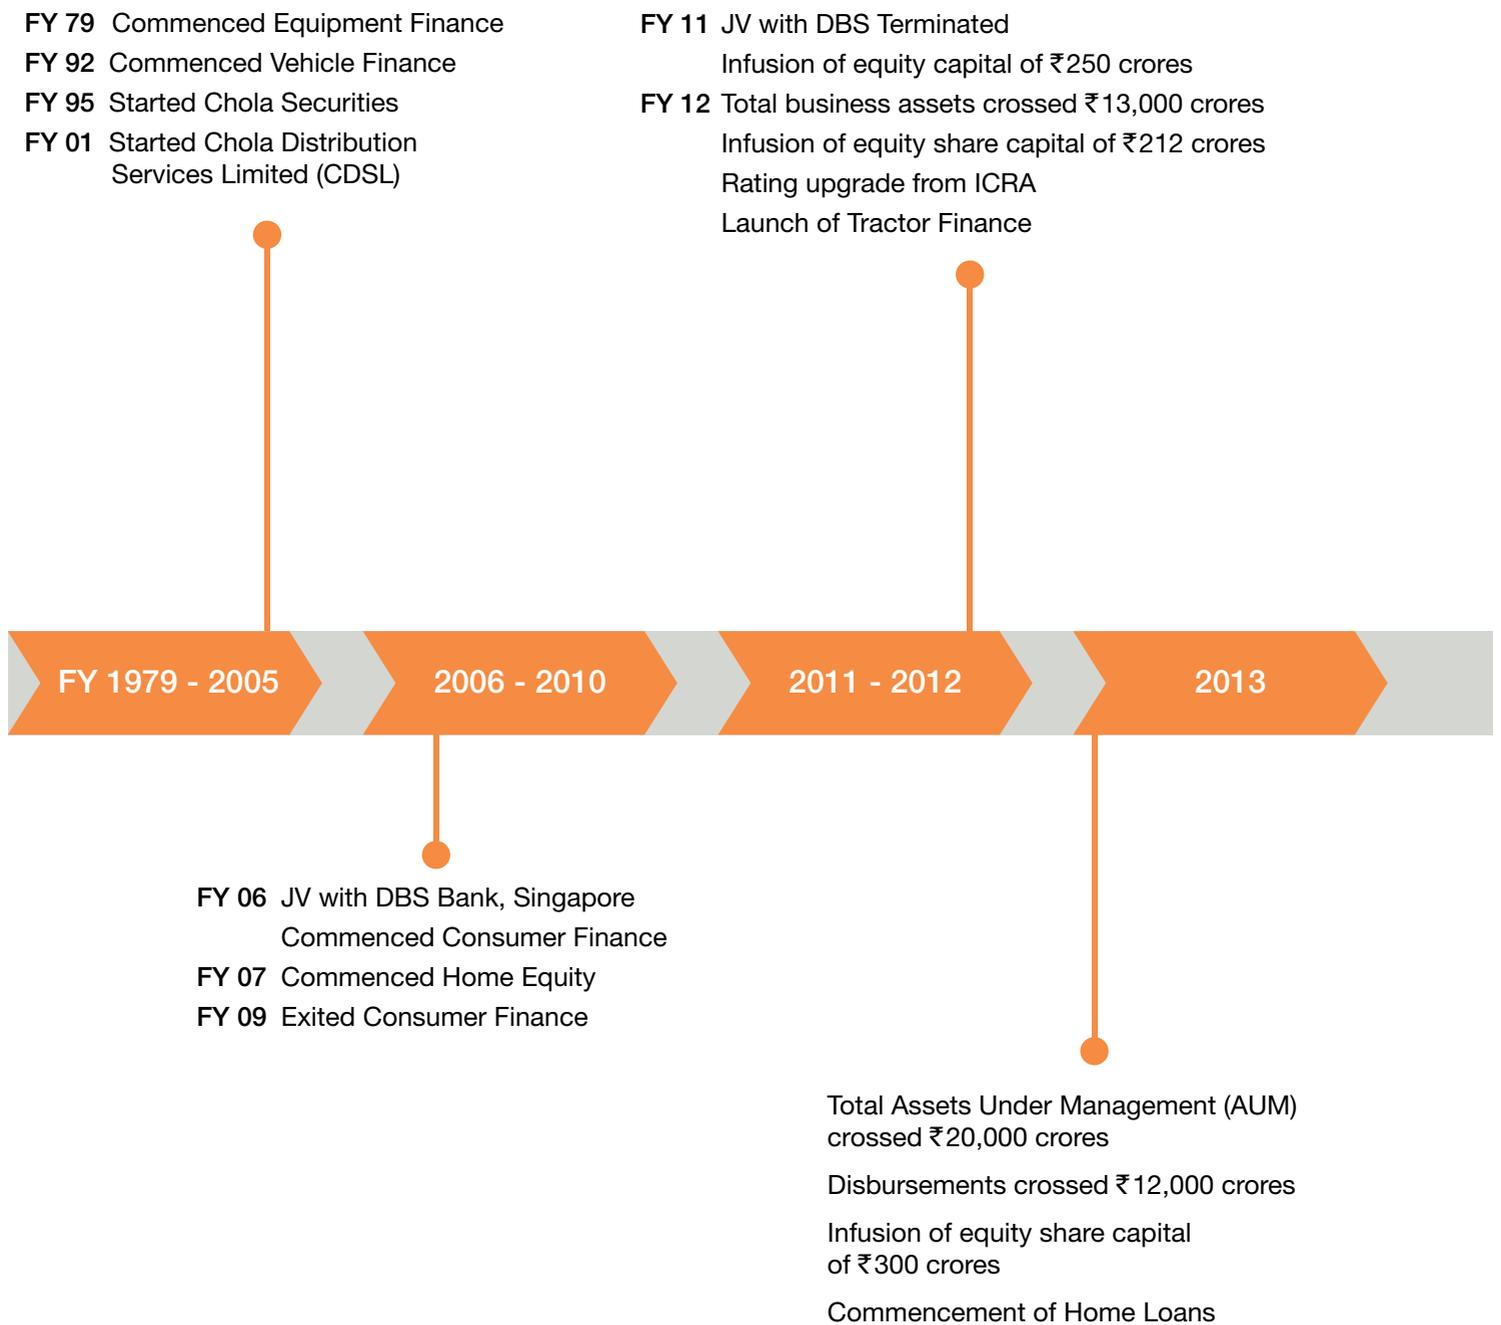 FY 79 Commenced Equipment Finance
FY 92 Commenced Vehicle Finance
FY 95 Started Chola Securities
FY 01 Started Chola Distribution
Services Limited (CDSL)
FY 11 JV with DBS Terminated
Infusion of equity capital of ₹250 crores
FY 12 Total business assets crossed ₹13,000 crores
Infusion of equity share capital of ₹212 crores
Rating upgrade from ICRA
Launch of Tractor Finance
FY 1979 - 2005
2006 - 2010
2011 - 2012
2013
FY 06 JV with DBS Bank, Singapore
Commenced Consumer Finance
FY 07 Commenced Home Equity
FY 09 Exited Consumer Finance
Total Assets Under Management (AUM)
crossed ₹20,000 crores
Disbursements crossed ₹12,000 crores
Infusion of equity share capital
of ₹300 crores
Commencement of Home Loans